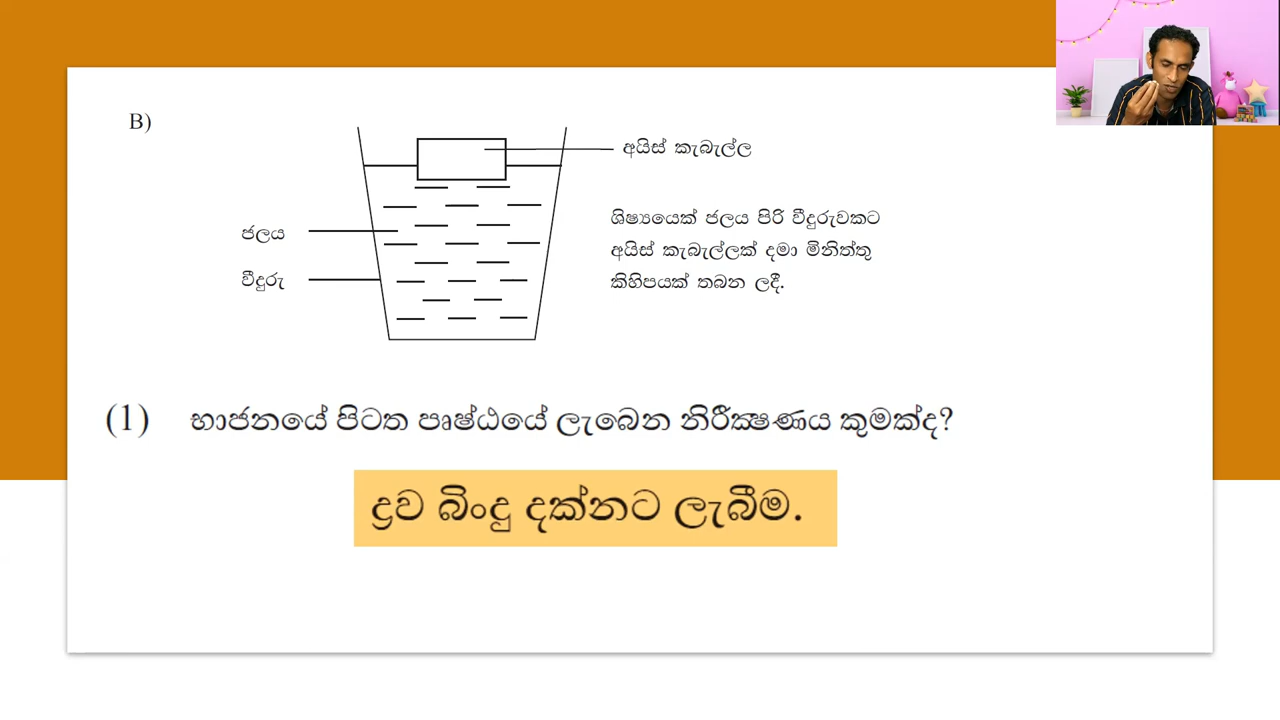 B)
අයිස් කැබැල්ල
ජලය
වීදුරු
ශිෂ්‍යයෙක් ජලය පිරි වීදුරුවකට
අයිස් කැබැල්ලක් දමා මිනිත්තු
කිහිපයක් තබන ලදී.
(1) භාජනයේ පිටත පෘෂ්ඨයේ ලැබෙන නිරීක්‍ෂණය කුමක්ද?
ද්‍රව බිංදු දක්නට ලැබීම.